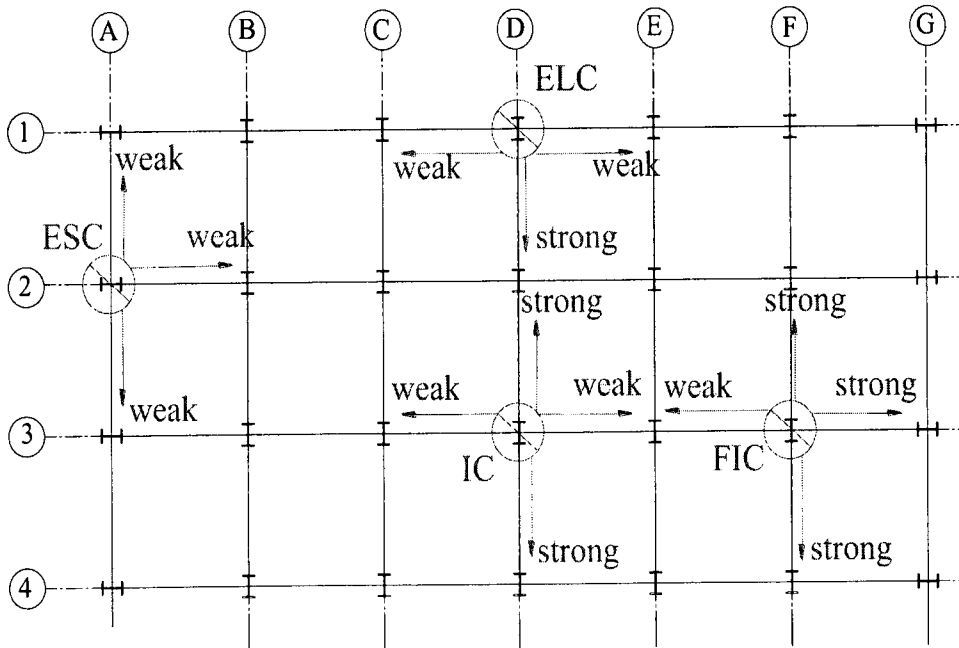 A B C D E F G
ELC
1
weak weak weak
ESC
weak strong
2
strong strong
weak weak weak weak strong
3
IC FIC
strong strong
4